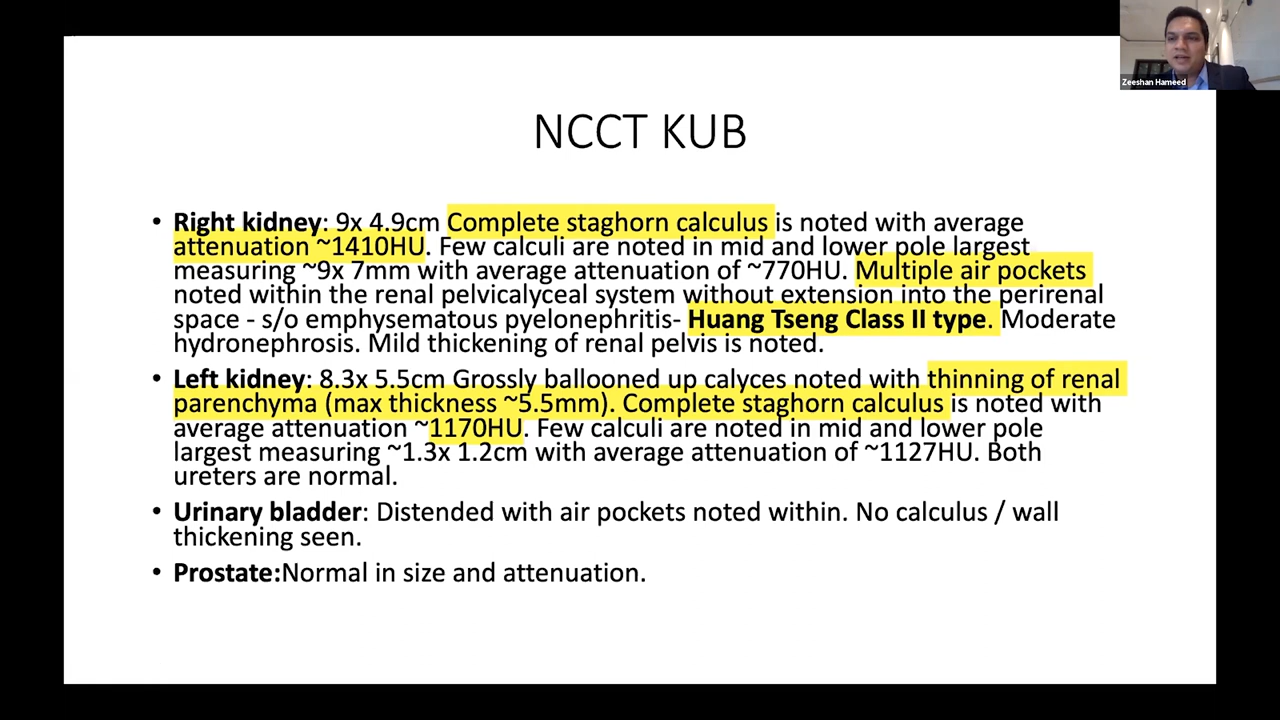 Zeeshan Hameed
NCCT KUB
• Right kidney: 9x 4.9cm Complete staghorn calculus is noted with average
attenuation ~1410HU. Few calculi are noted in mid and lower pole largest
measuring ~9x 7mm with average attenuation of ~770HU. Multiple air pockets
noted within the renal pelvicalyceal system without extension into the perirenal
space - s/o emphysematous pyelonephritis- Huang Tseng Class II type. Moderate
hydronephrosis. Mild thickening of renal pelvis is noted.
• Left kidney: 8.3x 5.5cm Grossly ballooned up calyces noted with thinning of renal
parenchyma (max thickness ~5.5mm). Complete staghorn calculus is noted with
average attenuation ~1170HU. Few calculi are noted in mid and lower pole
largest measuring ~1.3x 1.2cm with average attenuation of ~1127HU. Both
ureters are normal.
• Urinary bladder: Distended with air pockets noted within. No calculus / wall
thickening seen.
• Prostate:Normal in size and attenuation.